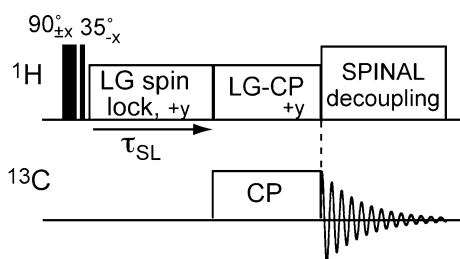 90°±x 35°-x
¹H
LG spin
lock, +y
LG-CP
+y
SPINAL
decoupling
τSL
¹³C
CP